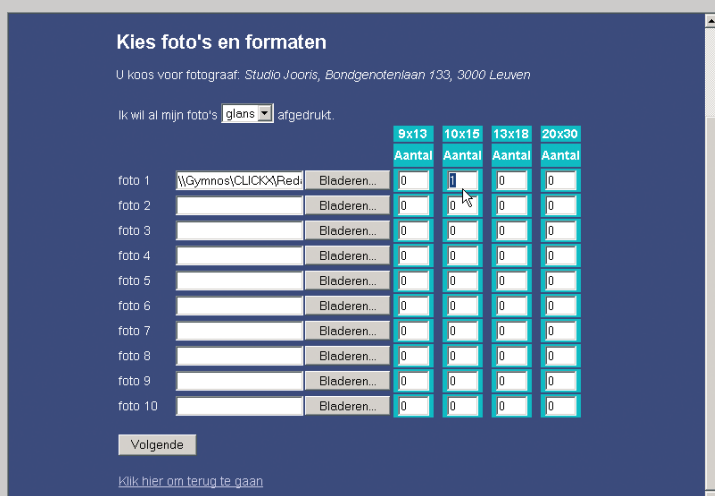 Kies foto's en formaten
U koos voor fotograaf: Studio Jooris, Bondgenotenlaan 133, 3000 Leuven
Ik wil al mijn foto's glans afgedrukt.
9x13 10x15 13x18 20x30
Aantal Aantal Aantal Aantal
foto 1 \\Gymnos\CLICKX\Red Bladeren... 0 1 0 0
foto 2 Bladeren... 0 0 0 0
foto 3 Bladeren... 0 0 0 0
foto 4 Bladeren... 0 0 0 0
foto 5 Bladeren... 0 0 0 0
foto 6 Bladeren... 0 0 0 0
foto 7 Bladeren... 0 0 0 0
foto 8 Bladeren... 0 0 0 0
foto 9 Bladeren... 0 0 0 0
foto 10 Bladeren... 0 0 0 0
Volgende
Klik hier om terug te gaan